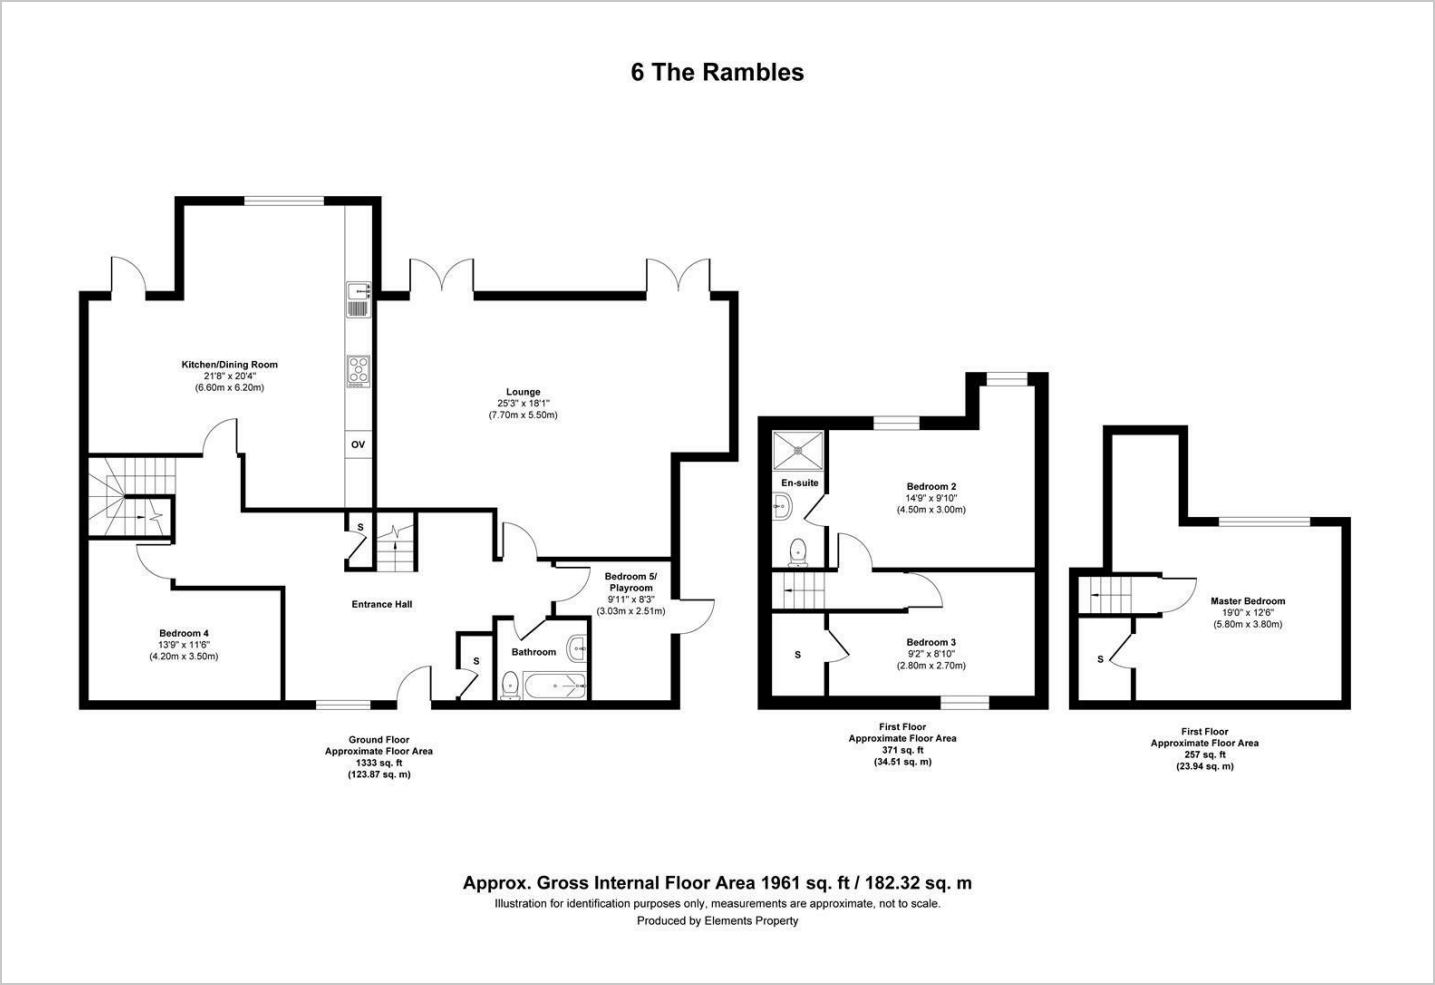 6 The Rambles
Kitchen/Dining Room
21'8" x 20'4"
(6.60m x 6.20m)
OV
Lounge
25'3" x 18'1"
(7.70m x 5.50m)
S
Entrance Hall
Bedroom 5/
Playroom
9'11" x 8'3"
(3.03m x 2.51m)
Bedroom 4
13'9" x 11'6"
(4.20m x 3.50m)
Bathroom
S
Ground Floor
Approximate Floor Area
1333 sq. ft
(123.87 sq. m)
En-suite
Bedroom 2
14'9" x 9'10"
(4.50m x 3.00m)
Bedroom 3
9'2" x 8'10"
(2.80m x 2.70m)
S
First Floor
Approximate Floor Area
371 sq. ft
(34.51 sq. m)
Master Bedroom
19'0" x 12'6"
(5.80m x 3.80m)
S
First Floor
Approximate Floor Area
257 sq. ft
(23.94 sq. m)
Approx. Gross Internal Floor Area 1961 sq. ft / 182.32 sq. m
Illustration for identification purposes only, measurements are approximate, not to scale.
Produced by Elements Property